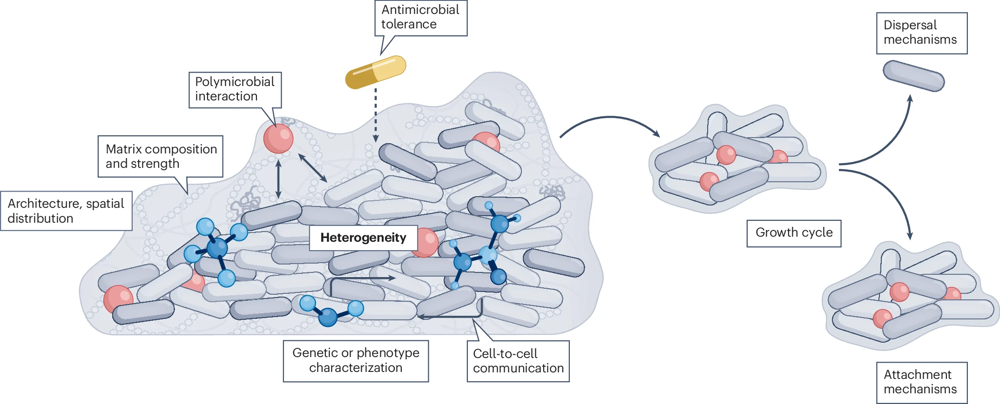 Antimicrobial
tolerance
Dispersal
mechanisms
Polymicrobial
interaction
Matrix composition
and strength
Architecture, spatial
distribution
Heterogeneity
Growth cycle
Genetic or phenotype
characterization
Cell-to-cell
communication
Attachment
mechanisms